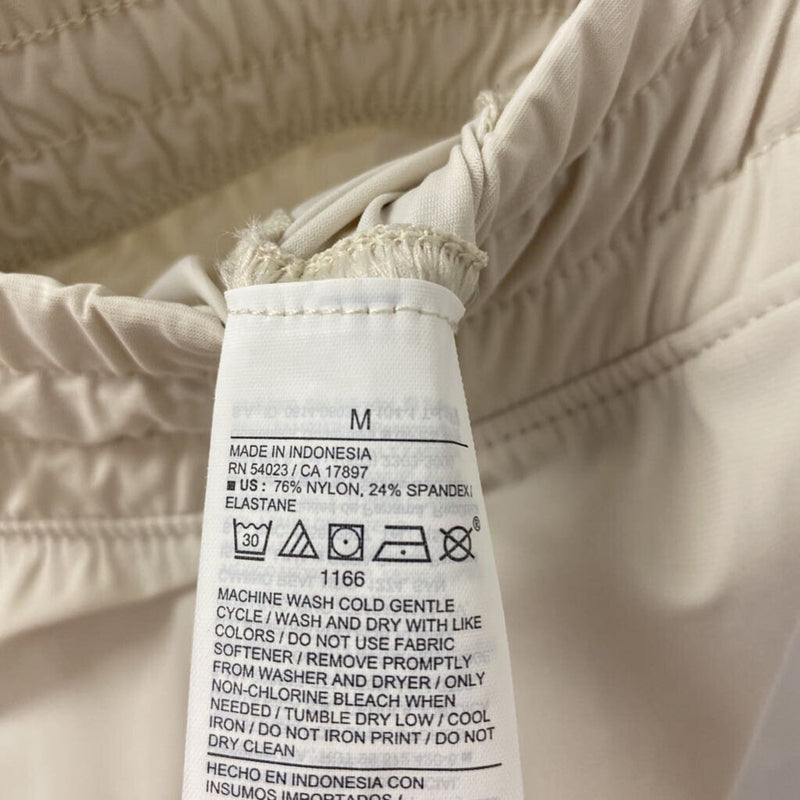 M
MADE IN INDONESIA
RN 54023 / CA 17897
■ US : 76% NYLON, 24% SPANDEX /
ELASTANE
30
®
1166
MACHINE WASH COLD GENTLE
CYCLE / WASH AND DRY WITH LIKE
COLORS / DO NOT USE FABRIC
SOFTENER / REMOVE PROMPTLY
FROM WASHER AND DRYER / ONLY
NON-CHLORINE BLEACH WHEN
NEEDED / TUMBLE DRY LOW / COOL
IRON / DO NOT IRON PRINT / DO NOT
DRY CLEAN
HECHO EN INDONESIA CON
INSUMOS IMPORTADOS /